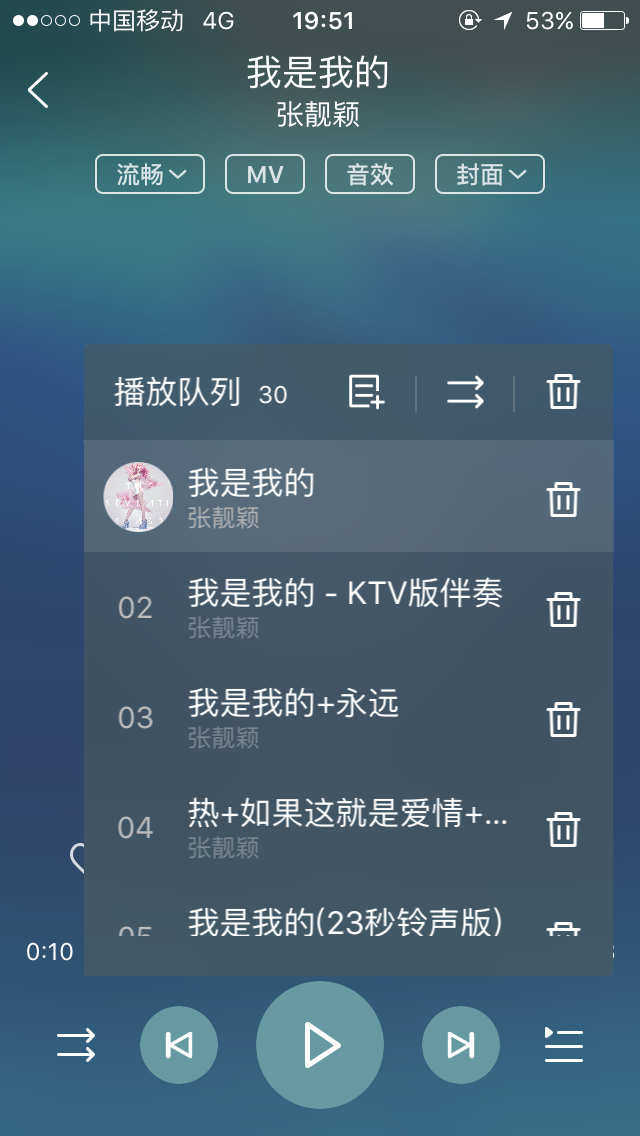 中国移动 4G 19:51 53%
我是我的
张靓颖
流畅 MV 音效 封面
播放队列 30
我是我的
张靓颖
02 我是我的 - KTV版伴奏
张靓颖
03 我是我的+永远
张靓颖
04 热+如果这就是爱情+...
张靓颖
05 我是我的(23秒铃声版)
0:10